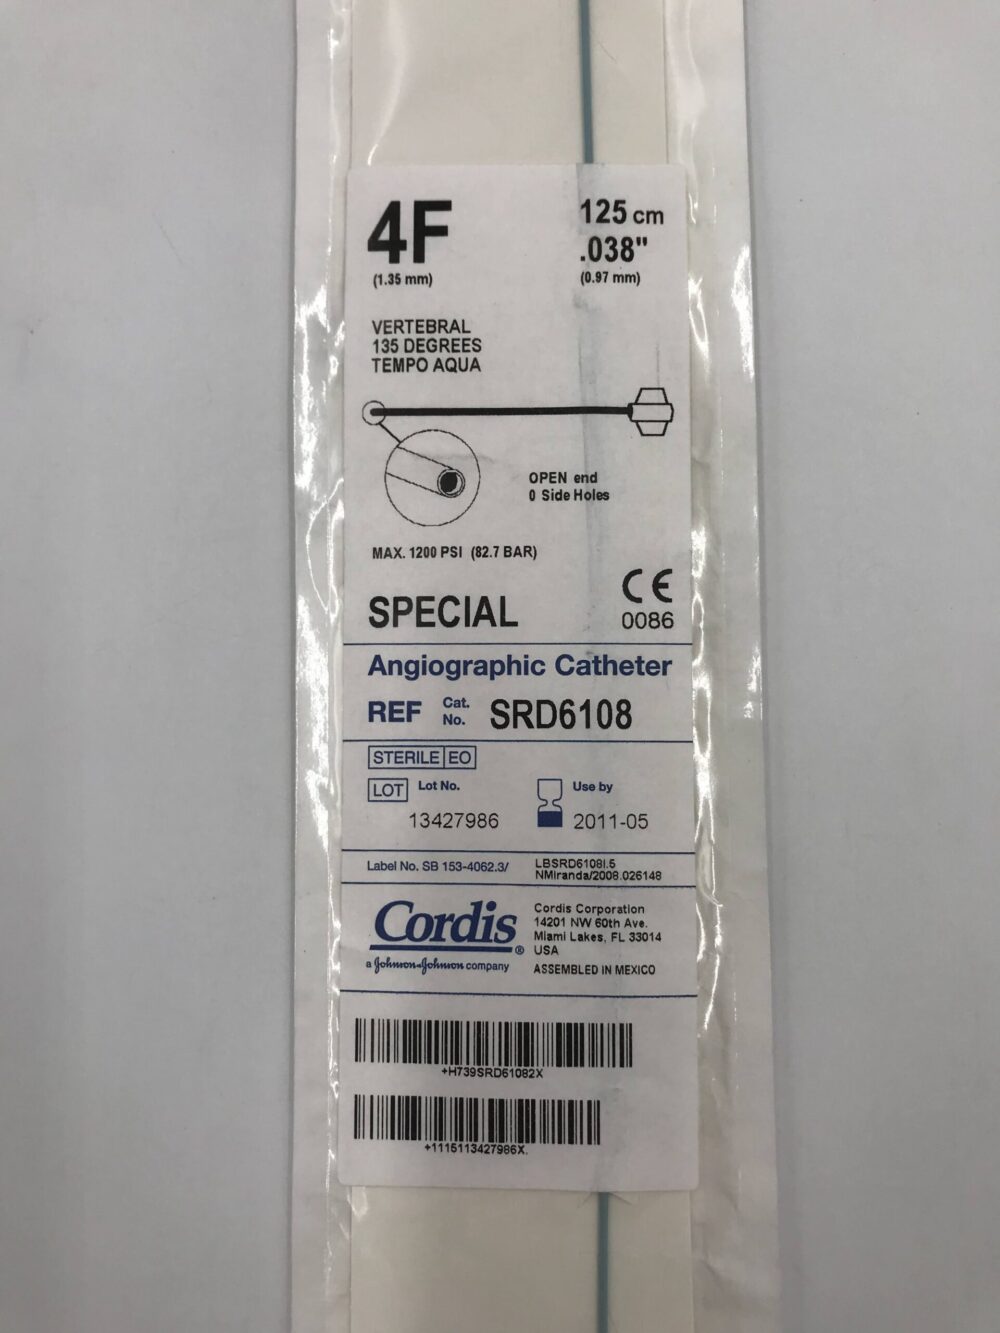 4F
(1.35 mm)
125 cm
.038"
(0.97 mm)
VERTEBRAL
135 DEGREES
TEMPO AQUA
OPEN end
0 Side Holes
MAX. 1200 PSI (82.7 BAR)
SPECIAL
CE
0086
Angiographic Catheter
REF Cat. No. SRD6108
STERILE EO
LOT Lot No.
13427986
Use by
2011-05
Label No. SB 153-4062.3/
LBSRD6108I.5
NMiranda/2008.026148
Cordis®
a Johnson&Johnson company
Cordis Corporation
14201 NW 60th Ave.
Miami Lakes, FL 33014
USA
ASSEMBLED IN MEXICO
+H739SRD61082X
+1115113427986X.